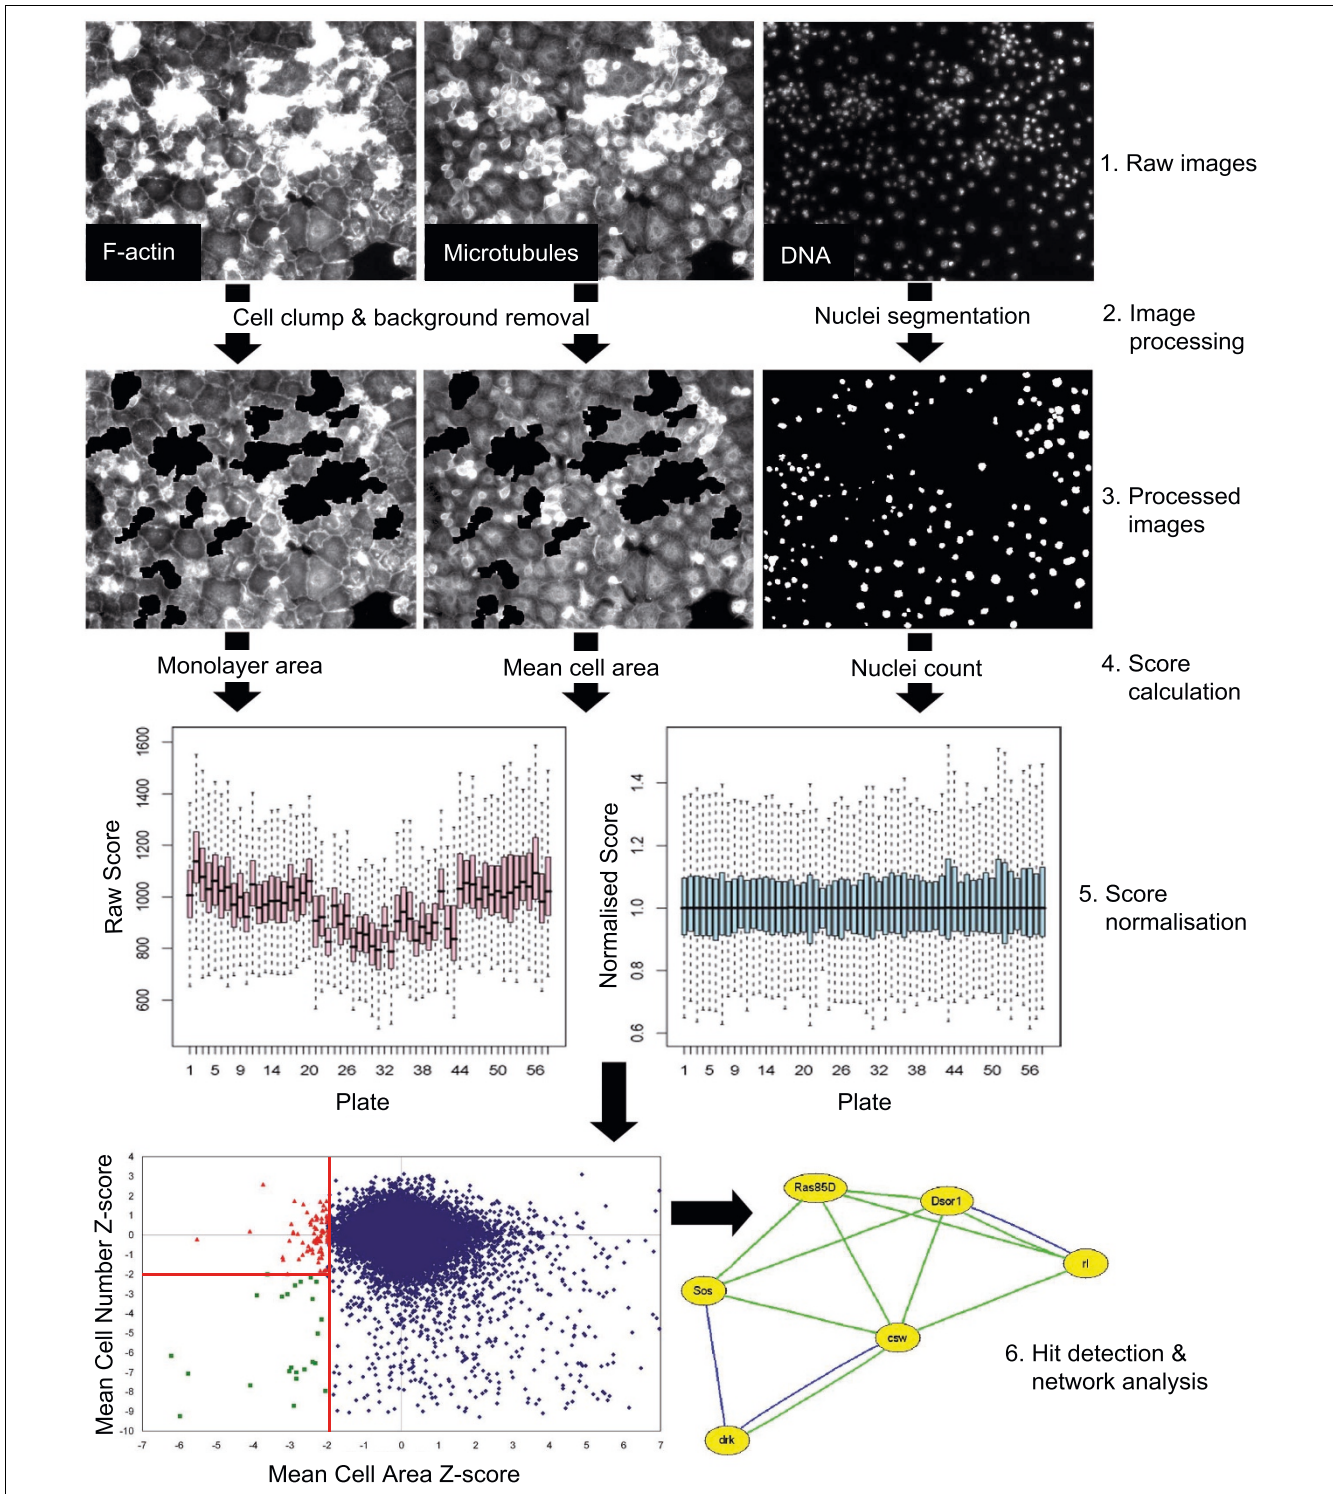 F-actin
Microtubules
DNA
1. Raw images
Cell clump & background removal
Nuclei segmentation
2. Image
processing
3. Processed
images
Monolayer area
Mean cell area
Nuclei count
4. Score
calculation
Raw Score
1600
1400
1200
1000
800
600
1 5 9 14 20 26 32 38 44 50 56
Plate
Normalised Score
1.4
1.2
1.0
0.8
0.6
1 5 9 14 20 26 32 38 44 50 56
Plate
5. Score
normalisation
Mean Cell Number Z-score
4
3
2
1
0
-1
-2
-3
-4
-5
-6
-7
-8
-9
-10
-7 -6 -5 -4 -3 -2 -1 0 1 2 3 4 5 6 7
Mean Cell Area Z-score
Ras85D
Dsor1
rl
Sos
csw
drk
6. Hit detection &
network analysis